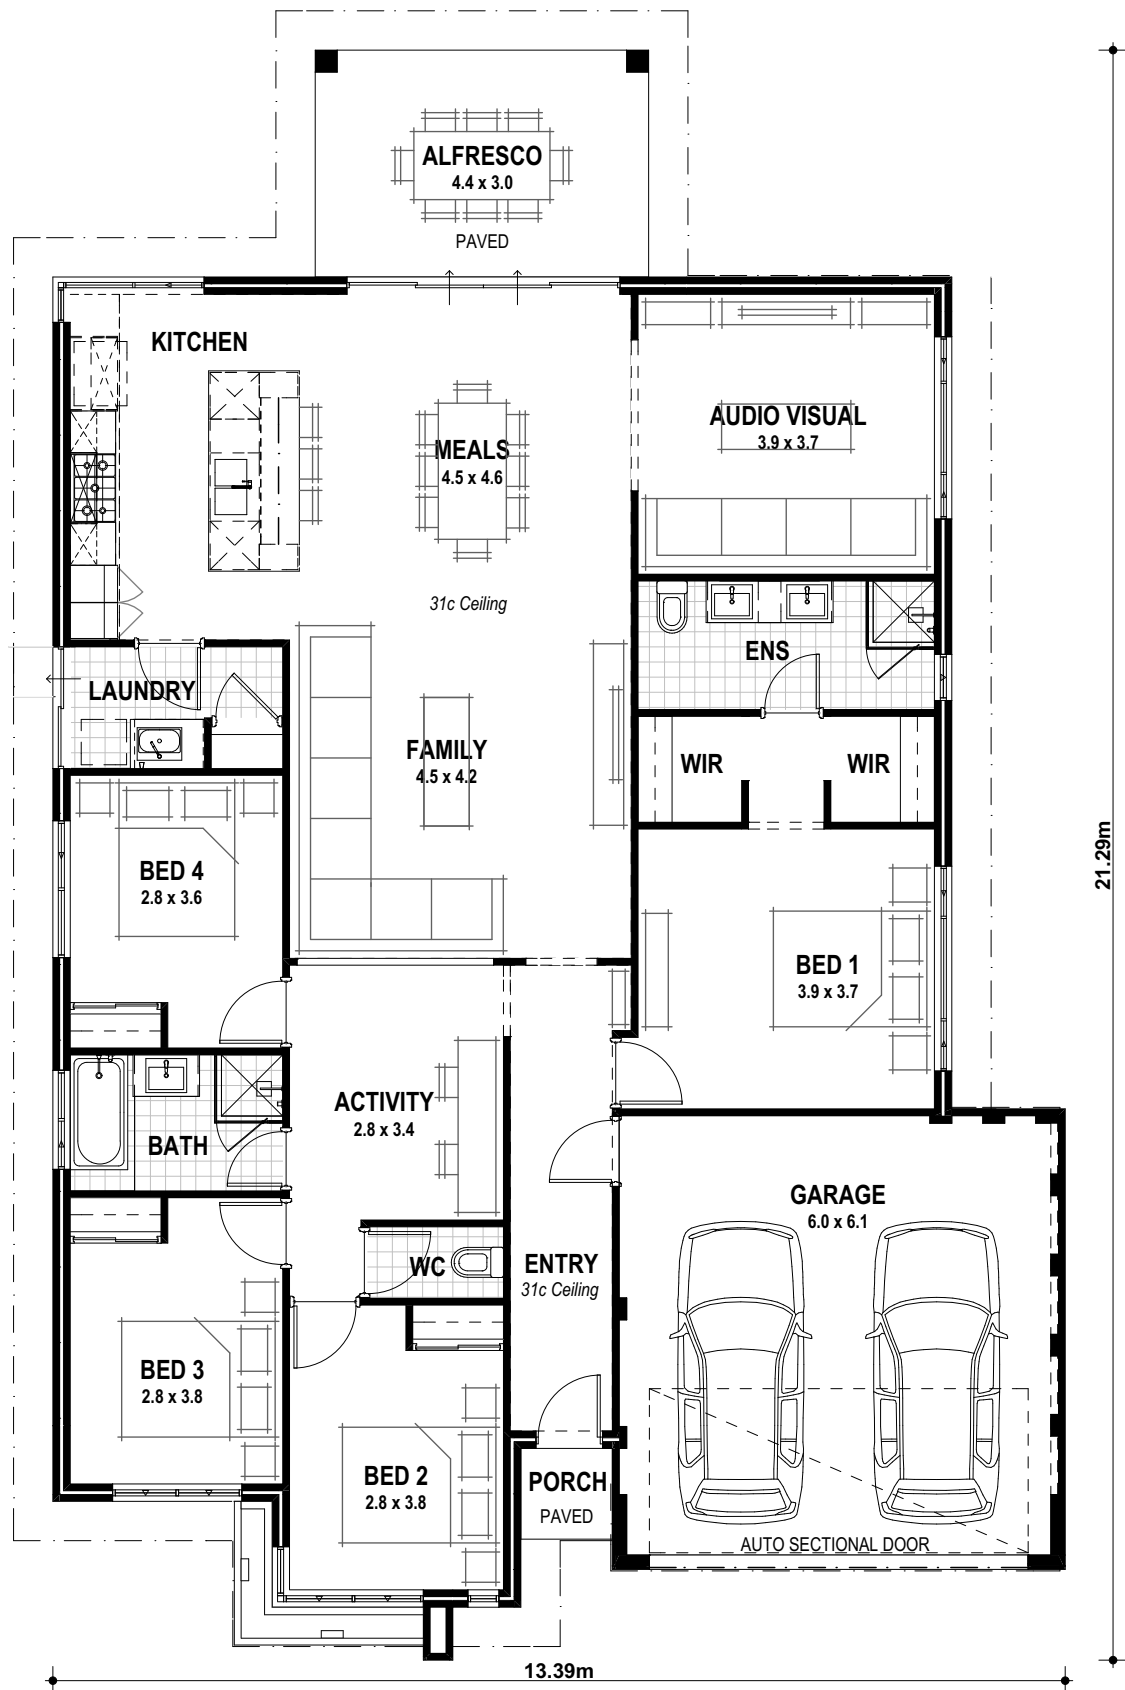 ALFRESCO
4.4 x 3.0
PAVED
KITCHEN
AUDIO VISUAL
3.9 x 3.7
MEALS
4.5 x 4.6
31c Ceiling
ENS
LAUNDRY
FAMILY
4.5 x 4.2
WIR
WIR
BED 4
2.8 x 3.6
21.29m
BED 1
3.9 x 3.7
ACTIVITY
2.8 x 3.4
BATH
GARAGE
6.0 x 6.1
WC
ENTRY
31c Ceiling
BED 3
2.8 x 3.8
BED 2
2.8 x 3.8
PORCH
PAVED
AUTO SECTIONAL DOOR
13.39m